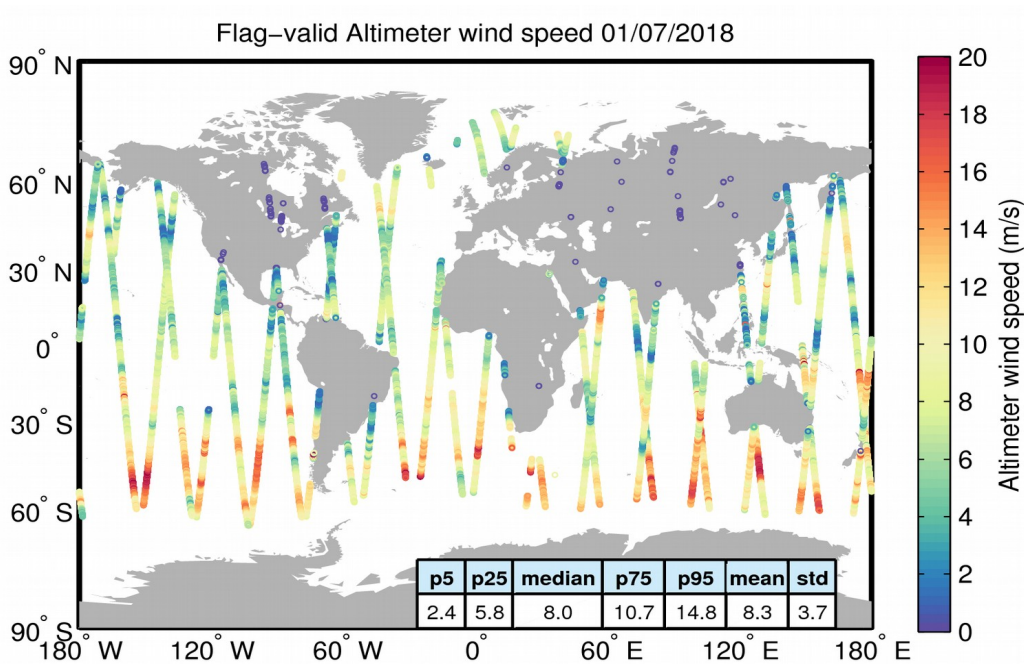 Flag−valid Altimeter wind speed 01/07/2018
90° N
60° N
30° N
0°
30° S
60° S
90° S
180° W
120° W
60° W
0°
60° E
120° E
180° E
p5 p25 median p75 p95 mean std
2.4 5.8 8.0 10.7 14.8 8.3 3.7
20
18
16
14
12
10
8
6
4
2
0
Altimeter wind speed (m/s)